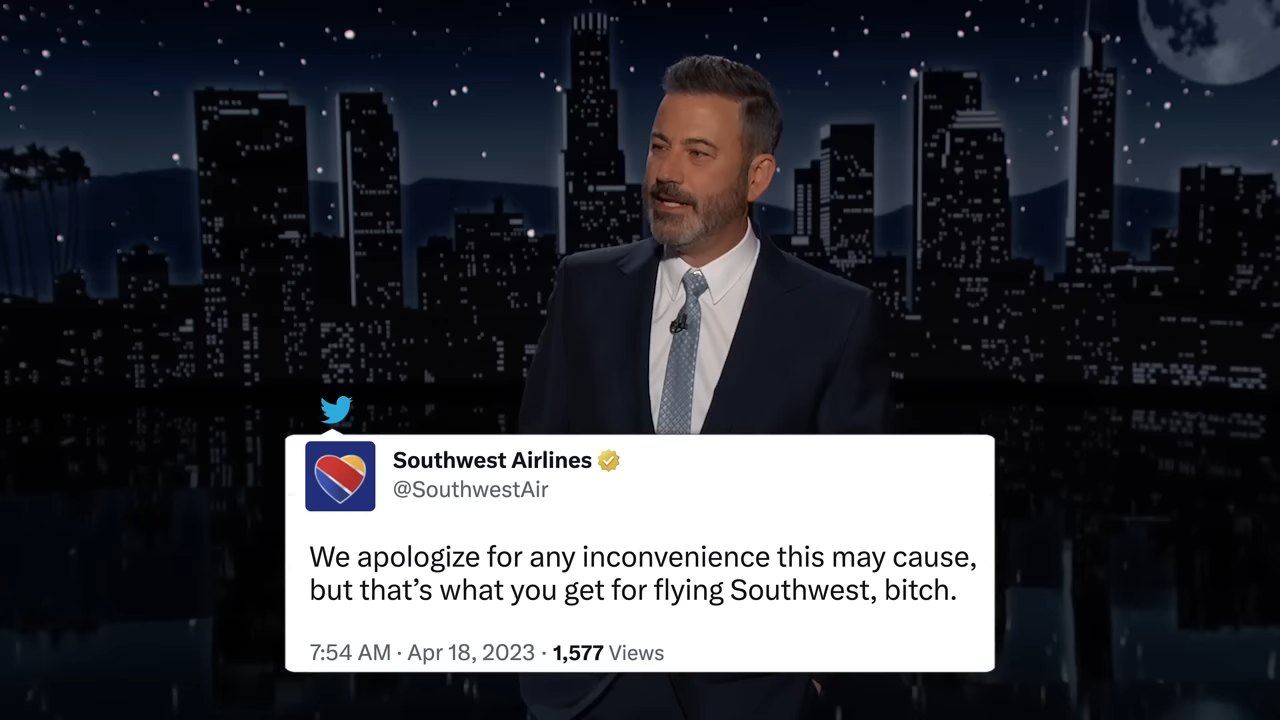 Southwest Airlines
@SouthwestAir
We apologize for any inconvenience this may cause,
but that’s what you get for flying Southwest, bitch.
7:54 AM · Apr 18, 2023 · 1,577 Views